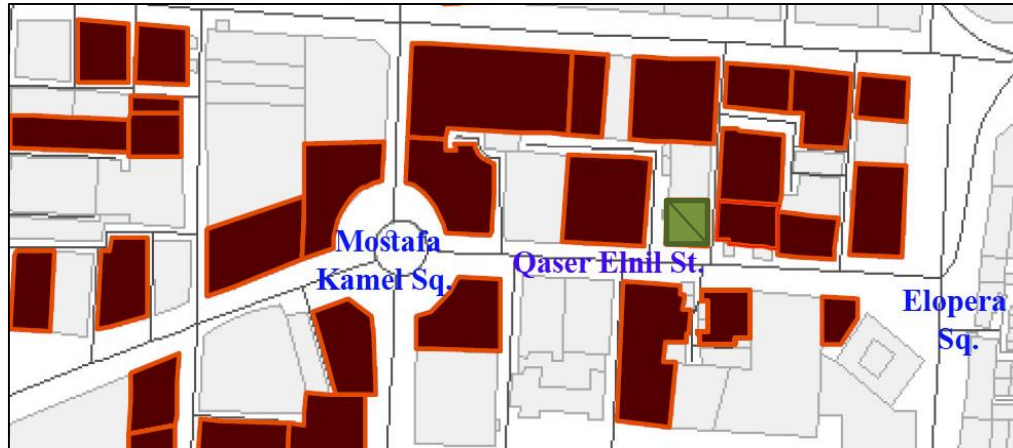 Mostafa
Kamel Sq.
Qaser Elnil St.
Elopera
Sq.